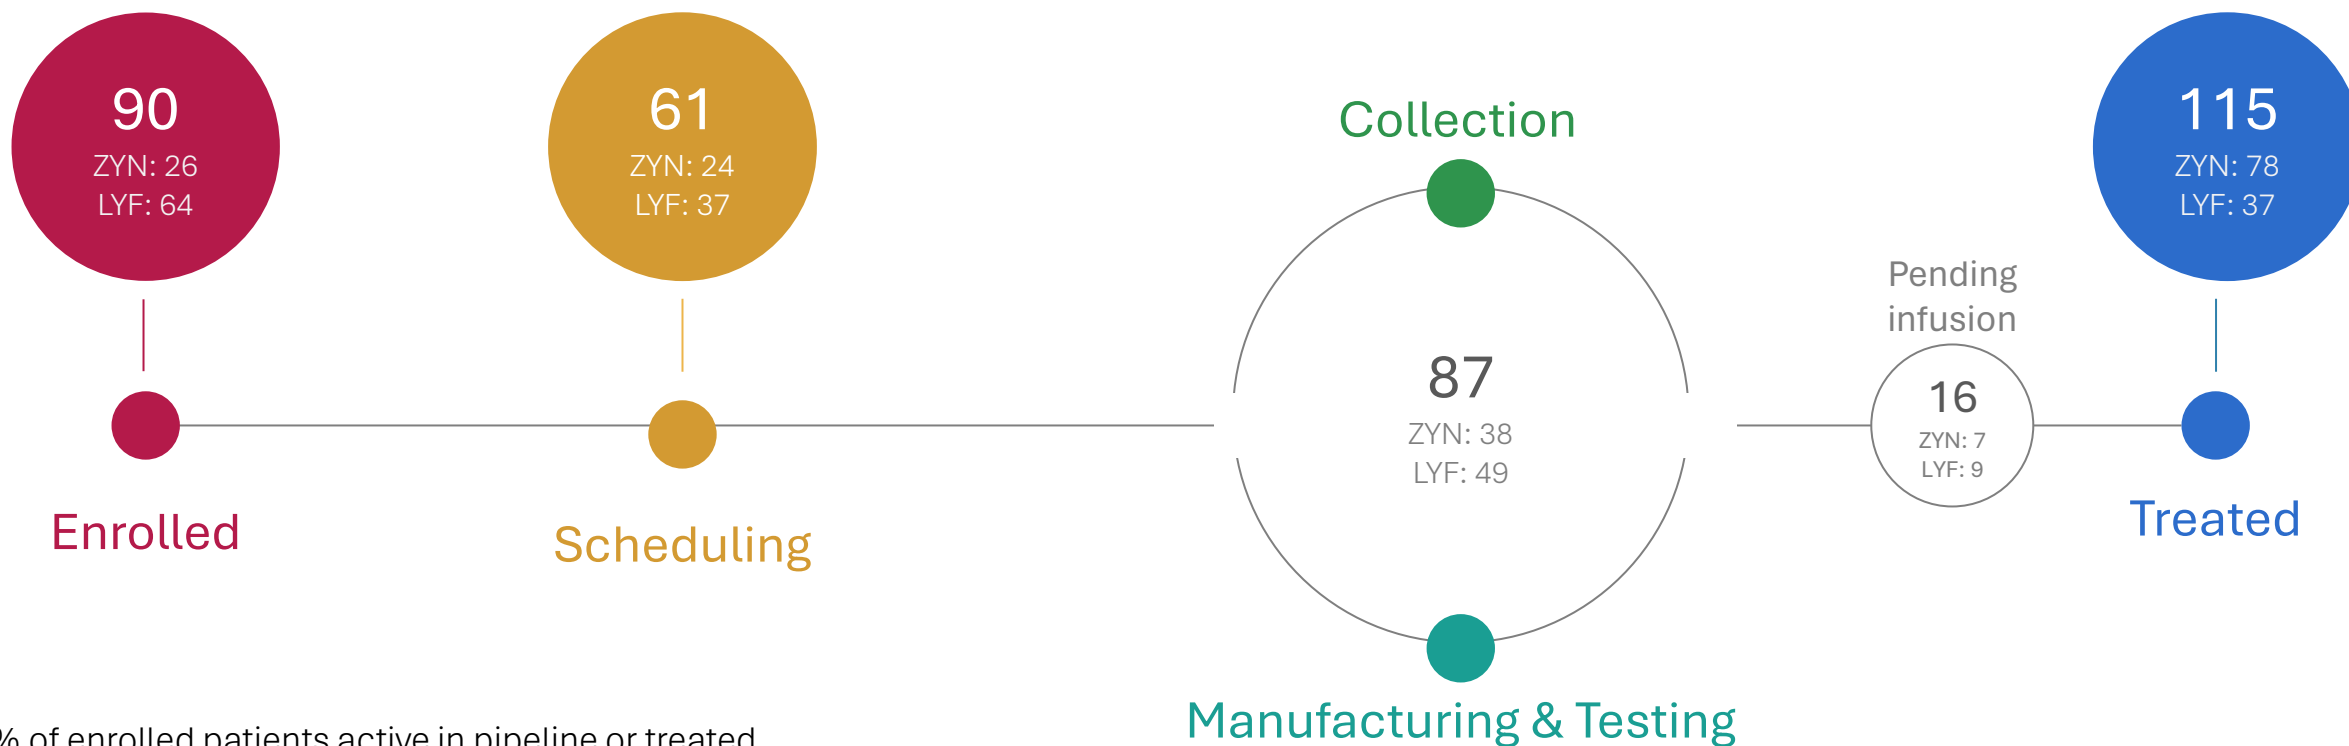 90
ZYN: 26
LYF: 64
Enrolled
61
ZYN: 24
LYF: 37
Scheduling
Collection
87
ZYN: 38
LYF: 49
Manufacturing & Testing
Pending
infusion
16
ZYN: 7
LYF: 9
115
ZYN: 78
LYF: 37
Treated
% of enrolled patients active in pipeline or treated